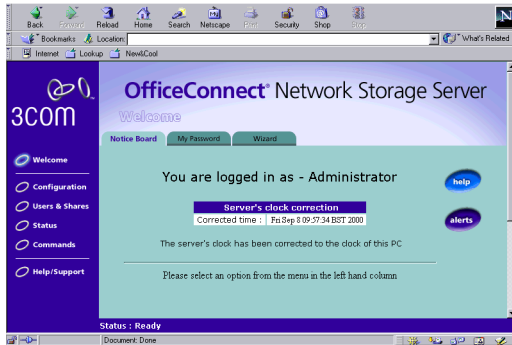 Back Forward Reload Home Search Netscape Print Security Shop Stop
Bookmarks Location: What's Related
Internet Lookup New&Cool
3COM
OfficeConnect® Network Storage Server
Welcome
Notice Board My Password Wizard
Welcome
Configuration
Users & Shares
Status
Commands
Help/Support
You are logged in as - Administrator
help
Server's clock correction
Corrected time : Fri Sep 8 09:57:34 BST 2000
alerts
The server's clock has been corrected to the clock of this PC
Please select an option from the menu in the left hand column
Status : Ready
Document: Done